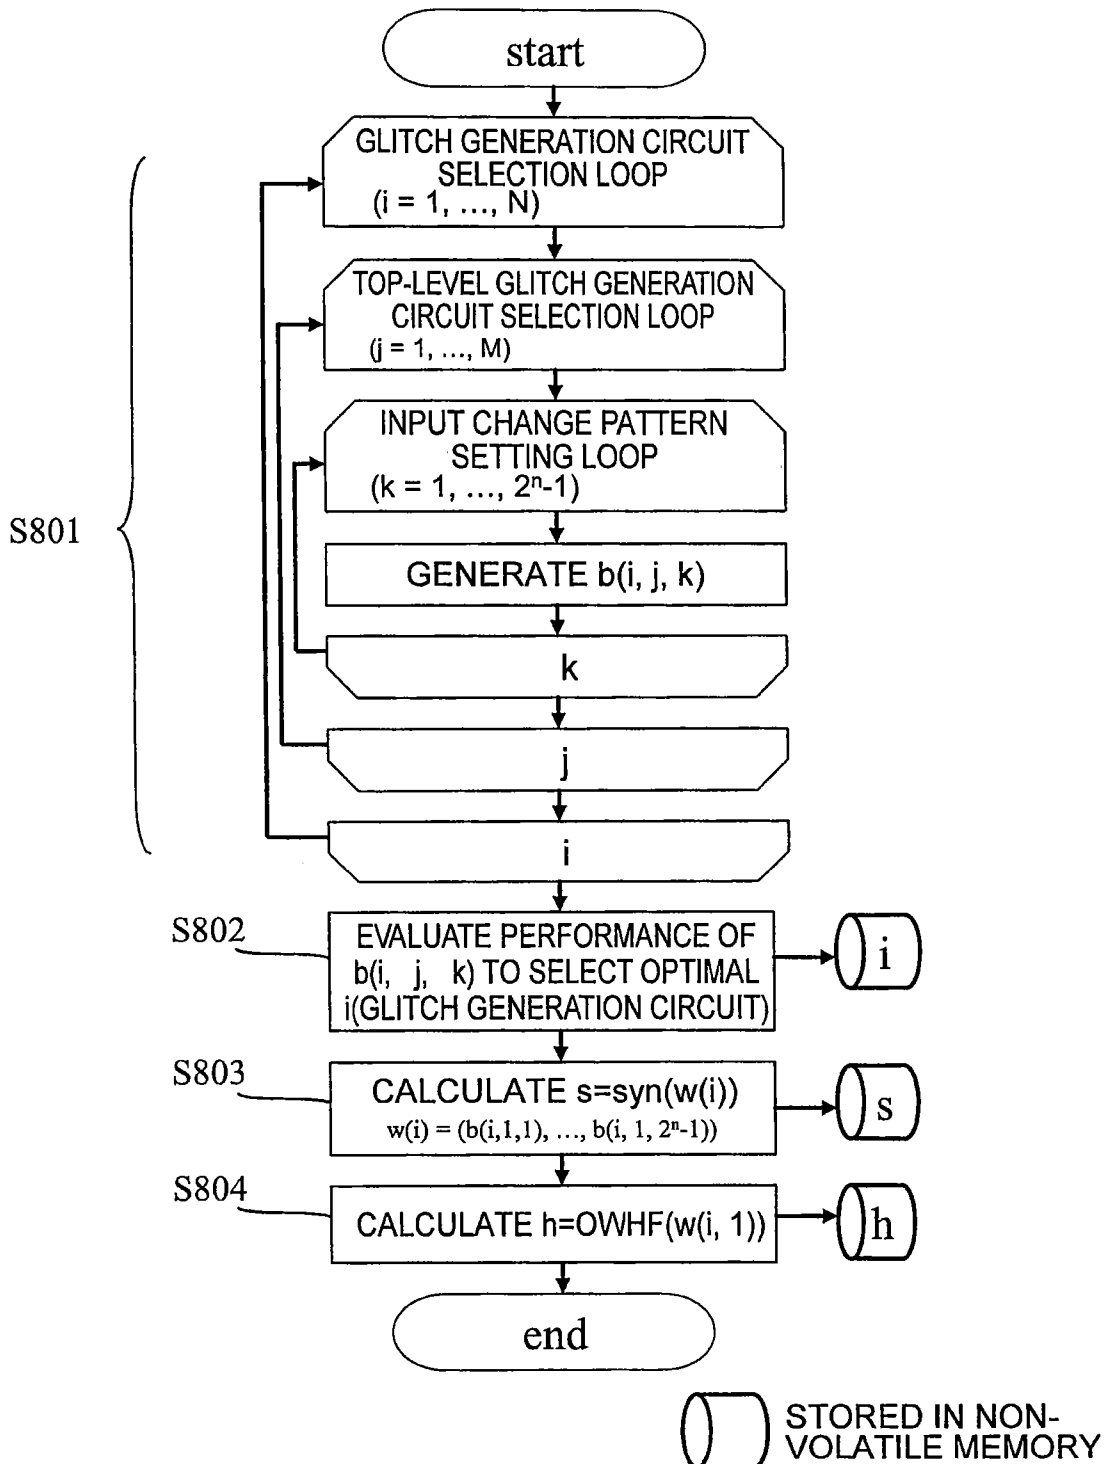 start
GLITCH GENERATION CIRCUIT
SELECTION LOOP
(i = 1, ..., N)
TOP-LEVEL GLITCH GENERATION
CIRCUIT SELECTION LOOP
(j = 1, ..., M)
INPUT CHANGE PATTERN
SETTING LOOP
(k = 1, ..., 2ⁿ-1)
S801
GENERATE b(i, j, k)
k
j
i
S802
EVALUATE PERFORMANCE OF
b(i, j, k) TO SELECT OPTIMAL
i(GLITCH GENERATION CIRCUIT)
i
S803
CALCULATE s=syn(w(i))
w(i) = (b(i,1,1), ..., b(i, 1, 2ⁿ-1))
s
S804
CALCULATE h=OWHF(w(i, 1))
h
end
STORED IN NON-
VOLATILE MEMORY